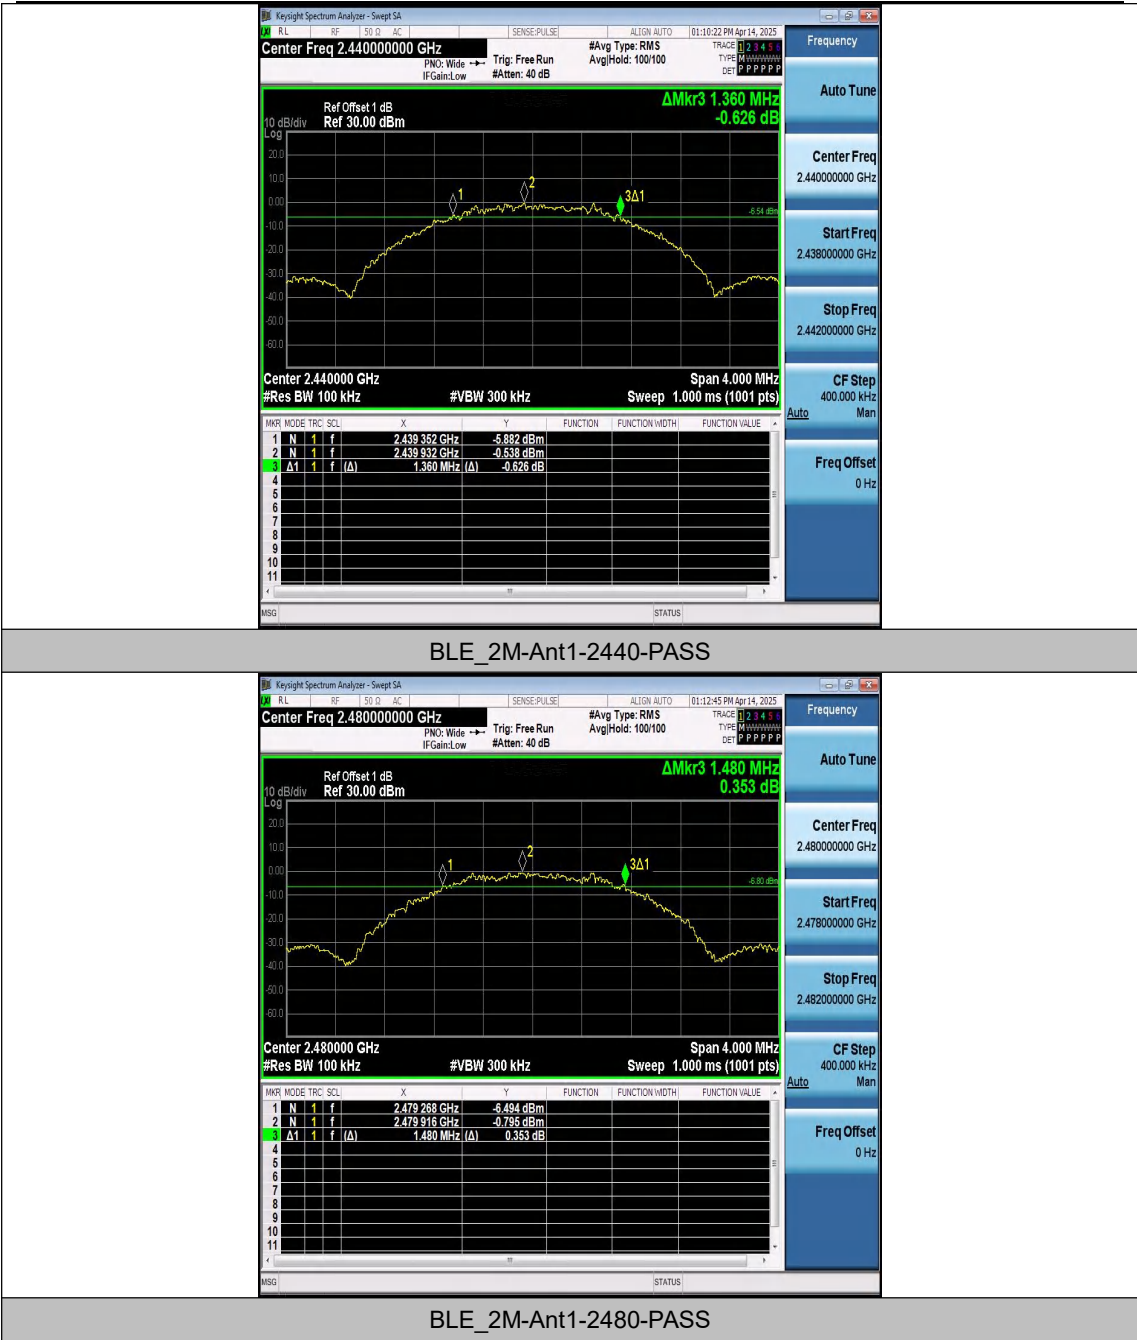 Keysight Spectrum Analyzer - Swept SA
RL RF 50 Ω AC SENSE:PULSE ALIGN AUTO 01:10:22 PM Apr 14, 2025
Center Freq 2.440000000 GHz
PNO: Wide
IFGain:Low
Trig: Free Run
#Atten: 40 dB
#Avg Type: RMS
Avg|Hold: 100/100
TRACE 1 2 3 4 5 6
TYPE M WWWWW
DET P P P P P P
Frequency
Auto Tune
Center Freq
2.440000000 GHz
Start Freq
2.438000000 GHz
Stop Freq
2.442000000 GHz
CF Step
400.000 kHz
Auto Man
Freq Offset
0 Hz
ΔMkr3 1.360 MHz
-0.626 dB
Ref Offset 1 dB
10 dB/div Ref 30.00 dBm
Log
20.0
10.0
0.00
-10.0
-20.0
-30.0
-40.0
-50.0
-60.0
1
2
3Δ1
-6.54 dBm
Center 2.440000 GHz Span 4.000 MHz
#Res BW 100 kHz #VBW 300 kHz Sweep 1.000 ms (1001 pts)
MKR MODE TRC SCL X Y FUNCTION FUNCTION WIDTH FUNCTION VALUE
1 N 1 f 2.439 352 GHz -5.882 dBm
2 N 1 f 2.439 932 GHz -0.538 dBm
3 Δ1 1 f (Δ) 1.360 MHz (Δ) -0.626 dB
4
5
6
7
8
9
10
11
MSG STATUS
BLE_2M-Ant1-2440-PASS
Keysight Spectrum Analyzer - Swept SA
RL RF 50 Ω AC SENSE:PULSE ALIGN AUTO 01:12:45 PM Apr 14, 2025
Center Freq 2.480000000 GHz
PNO: Wide
IFGain:Low
Trig: Free Run
#Atten: 40 dB
#Avg Type: RMS
Avg|Hold: 100/100
TRACE 1 2 3 4 5 6
TYPE M WWWWW
DET P P P P P P
Frequency
Auto Tune
Center Freq
2.480000000 GHz
Start Freq
2.478000000 GHz
Stop Freq
2.482000000 GHz
CF Step
400.000 kHz
Auto Man
Freq Offset
0 Hz
ΔMkr3 1.480 MHz
0.353 dB
Ref Offset 1 dB
10 dB/div Ref 30.00 dBm
Log
20.0
10.0
0.00
-10.0
-20.0
-30.0
-40.0
-50.0
-60.0
1
2
3Δ1
-6.80 dBm
Center 2.480000 GHz Span 4.000 MHz
#Res BW 100 kHz #VBW 300 kHz Sweep 1.000 ms (1001 pts)
MKR MODE TRC SCL X Y FUNCTION FUNCTION WIDTH FUNCTION VALUE
1 N 1 f 2.479 268 GHz -6.494 dBm
2 N 1 f 2.479 916 GHz -0.795 dBm
3 Δ1 1 f (Δ) 1.480 MHz (Δ) 0.353 dB
4
5
6
7
8
9
10
11
MSG STATUS
BLE_2M-Ant1-2480-PASS